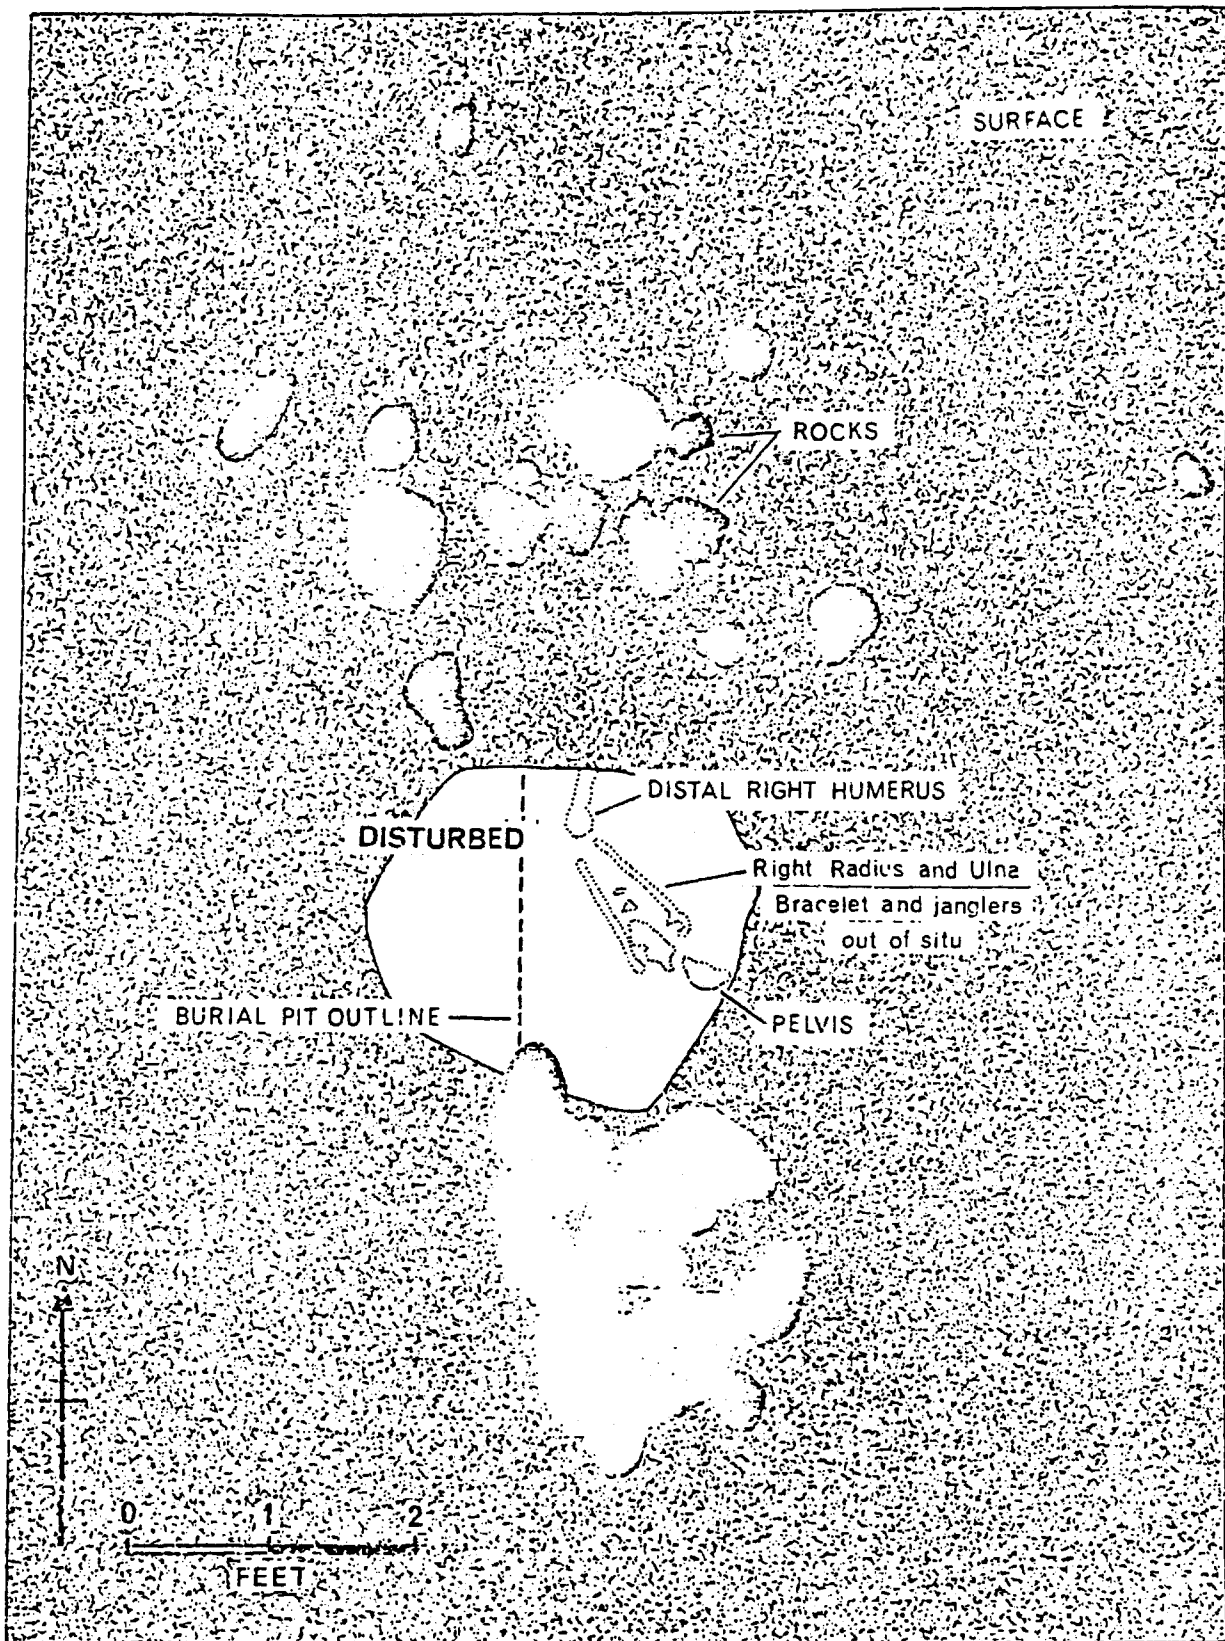 SURFACE
ROCKS
DISTAL RIGHT HUMERUS
DISTURBED
Right Radius and Ulna
Bracelet and janglers
out of situ
BURIAL PIT OUTLINE
PELVIS
N
0 1 2
FEET